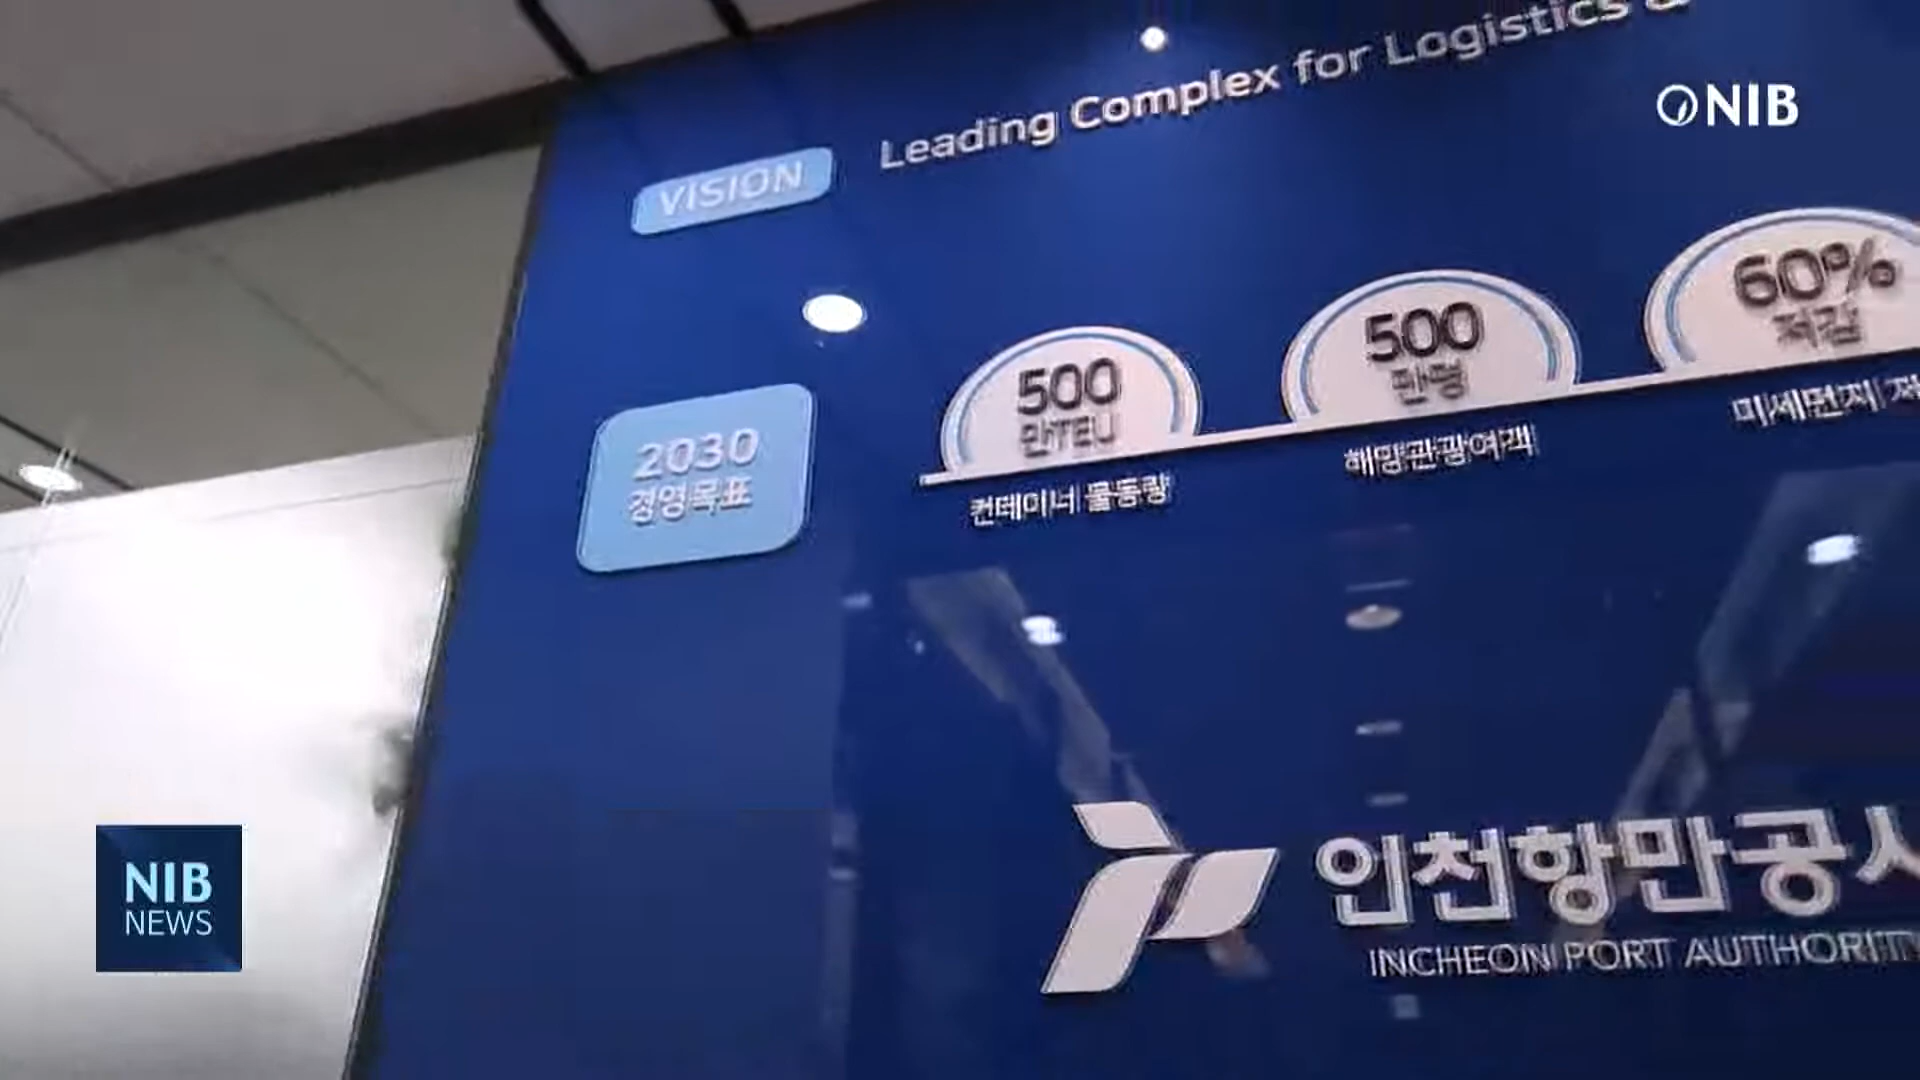 Leading Complex for Logistics &
NIB
VISION
500
만TEU
컨테이너 물동량
500
만명
해양관광여객
60%
저감
미세먼지 저
2030
경영목표
인천항만공사
INCHEON PORT AUTHORITY
NIB
NEWS